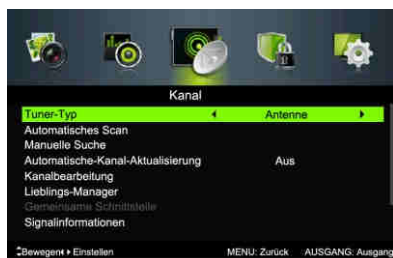 Kanal
Tuner-Typ Antenne
Automatisches Scan
Manuelle Suche
Automatische-Kanal-Aktualisierung Aus
Kanalbearbeitung
Lieblings-Manager
Gemeinsame Schnittstelle
Signalinformationen
Bewegen Einstellen MENU: Zurück AUSGANG: Ausgang